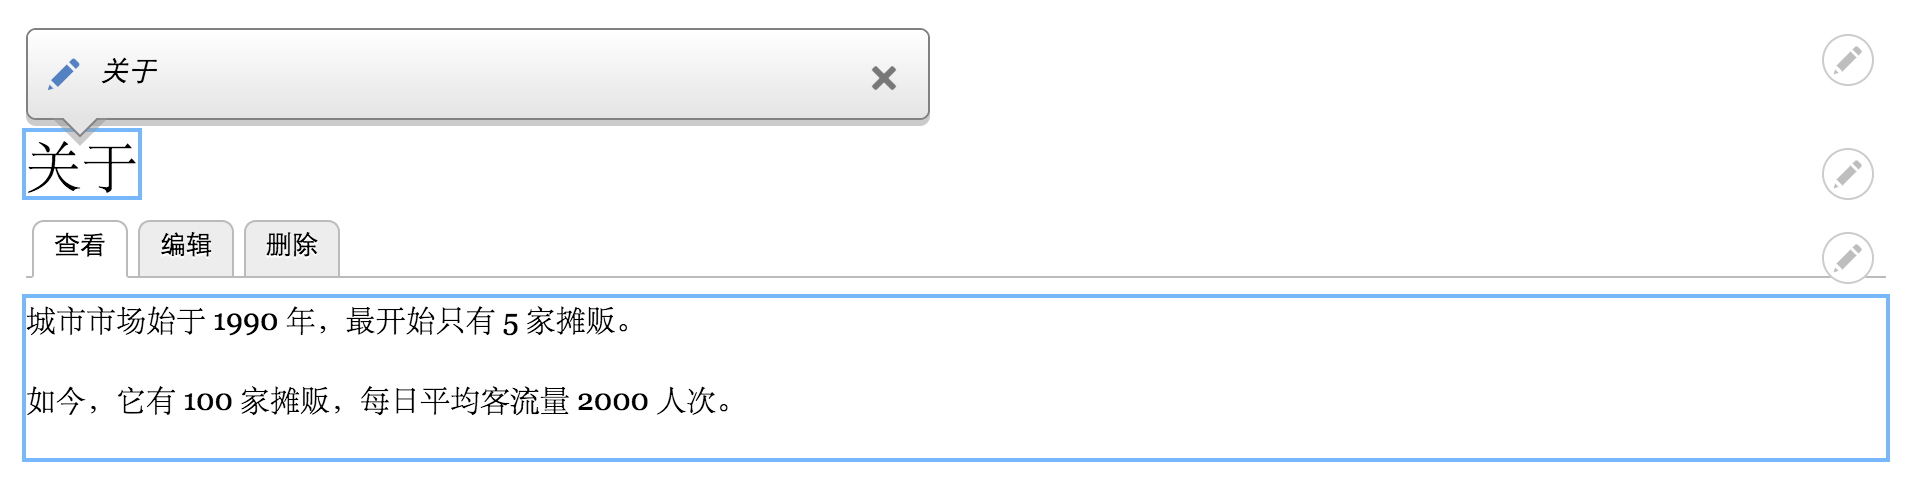 关于
关于
查看 编辑 删除
城市市场始于 1990 年，最开始只有 5 家摊贩。
如今，它有 100 家摊贩，每日平均客流量 2000 人次。